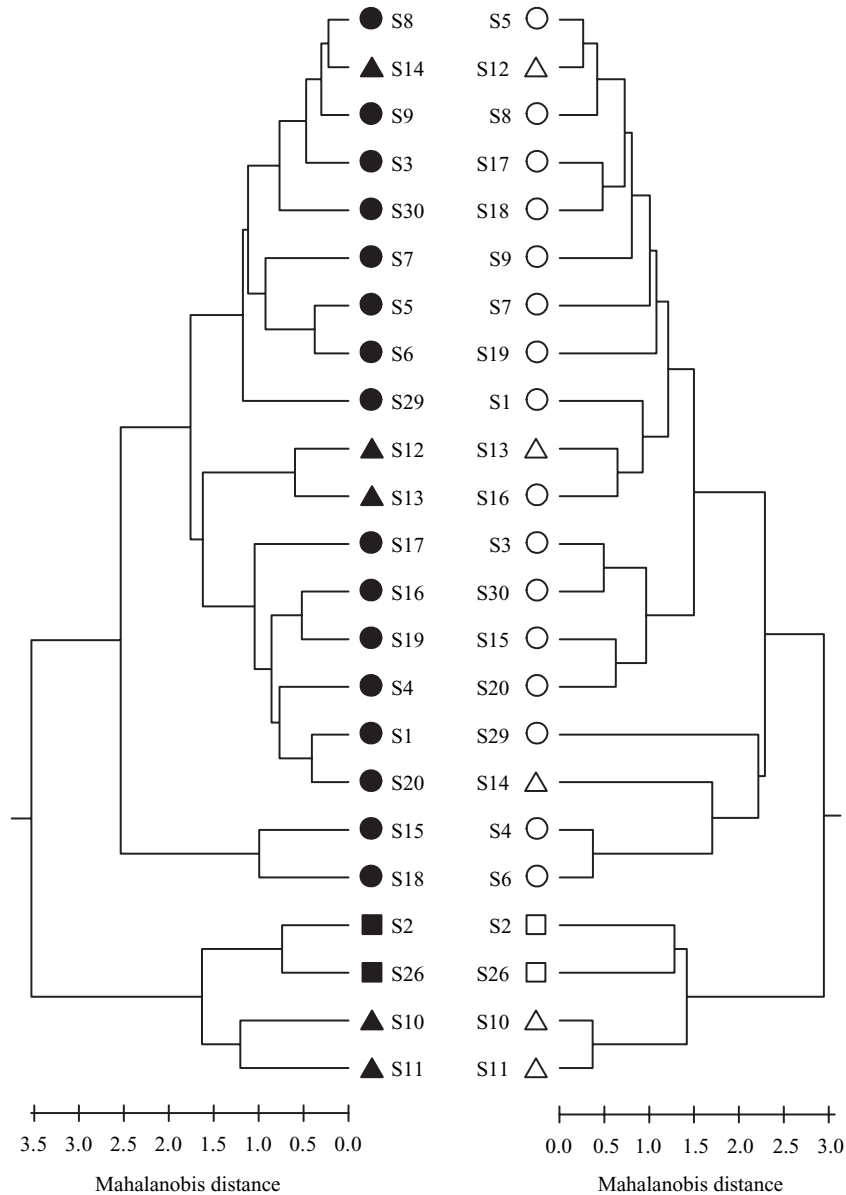 S8 S5
S14 S12
S9 S8
S3 S17
S30 S18
S7 S9
S5 S7
S6 S19
S29 S1
S12 S13
S13 S16
S17 S3
S16 S30
S19 S15
S4 S20
S1 S29
S20 S14
S15 S4
S18 S6
S2 S2
S26 S26
S10 S10
S11 S11
3.5 3.0 2.5 2.0 1.5 1.0 0.5 0.0 0.0 0.5 1.0 1.5 2.0 2.5 3.0
Mahalanobis distance Mahalanobis distance